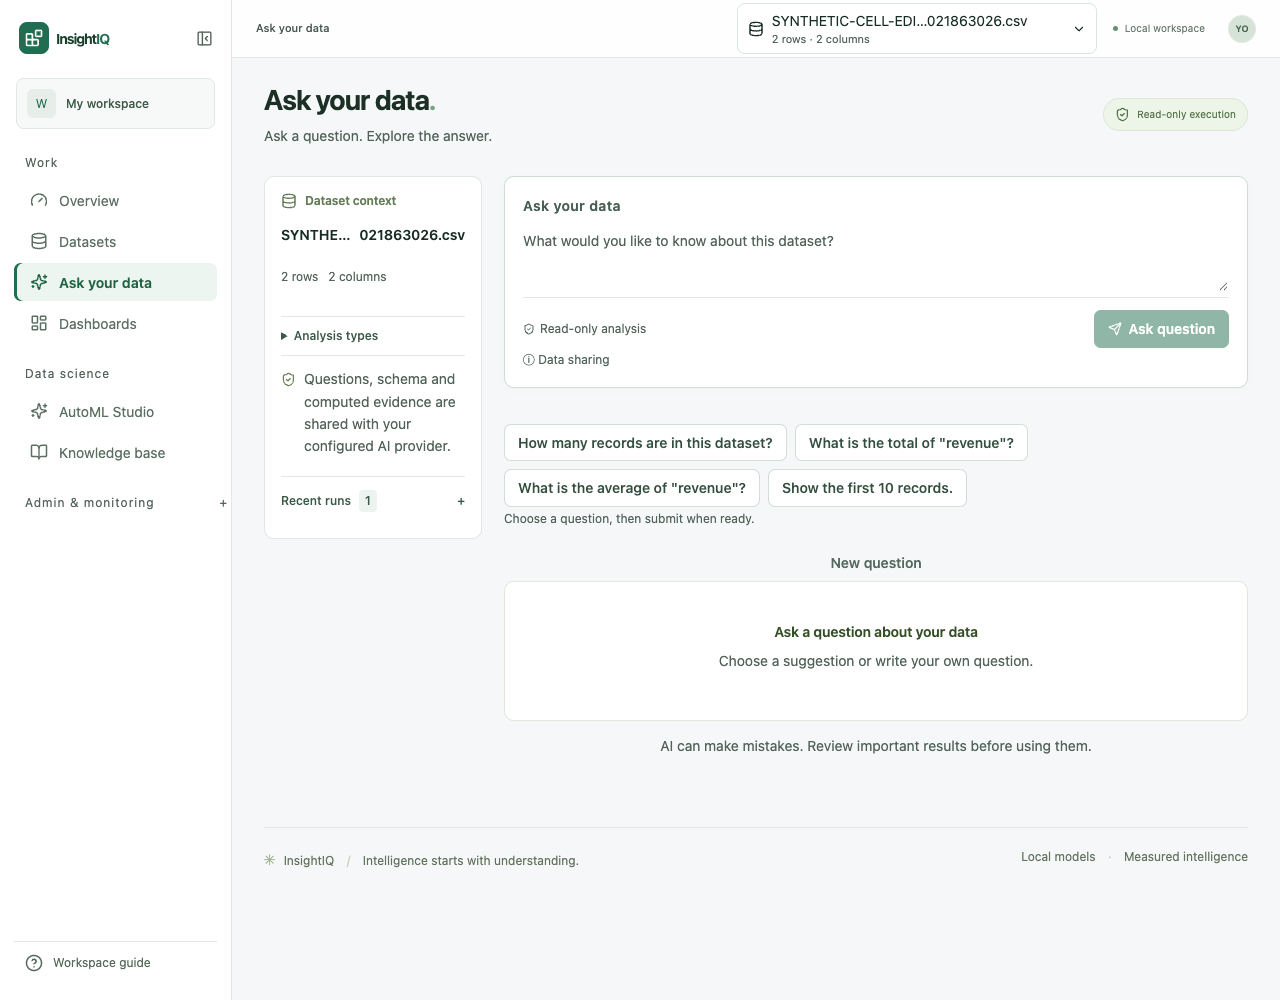 InsightIQ
W My workspace
Work
Overview
Datasets
Ask your data
Dashboards
Data science
AutoML Studio
Knowledge base
Admin & monitoring +
Workspace guide
Ask your data
SYNTHETIC-CELL-EDI...021863026.csv
2 rows · 2 columns
Local workspace
YO
Ask your data.
Ask a question. Explore the answer.
Read-only execution
Dataset context
SYNTHE... 021863026.csv
2 rows 2 columns
Analysis types
Questions, schema and
computed evidence are
shared with your
configured AI provider.
Recent runs 1 +
Ask your data
What would you like to know about this dataset?
Read-only analysis
Ask question
Data sharing
How many records are in this dataset? What is the total of "revenue"?
What is the average of "revenue"? Show the first 10 records.
Choose a question, then submit when ready.
New question
Ask a question about your data
Choose a suggestion or write your own question.
AI can make mistakes. Review important results before using them.
InsightIQ / Intelligence starts with understanding.
Local models · Measured intelligence